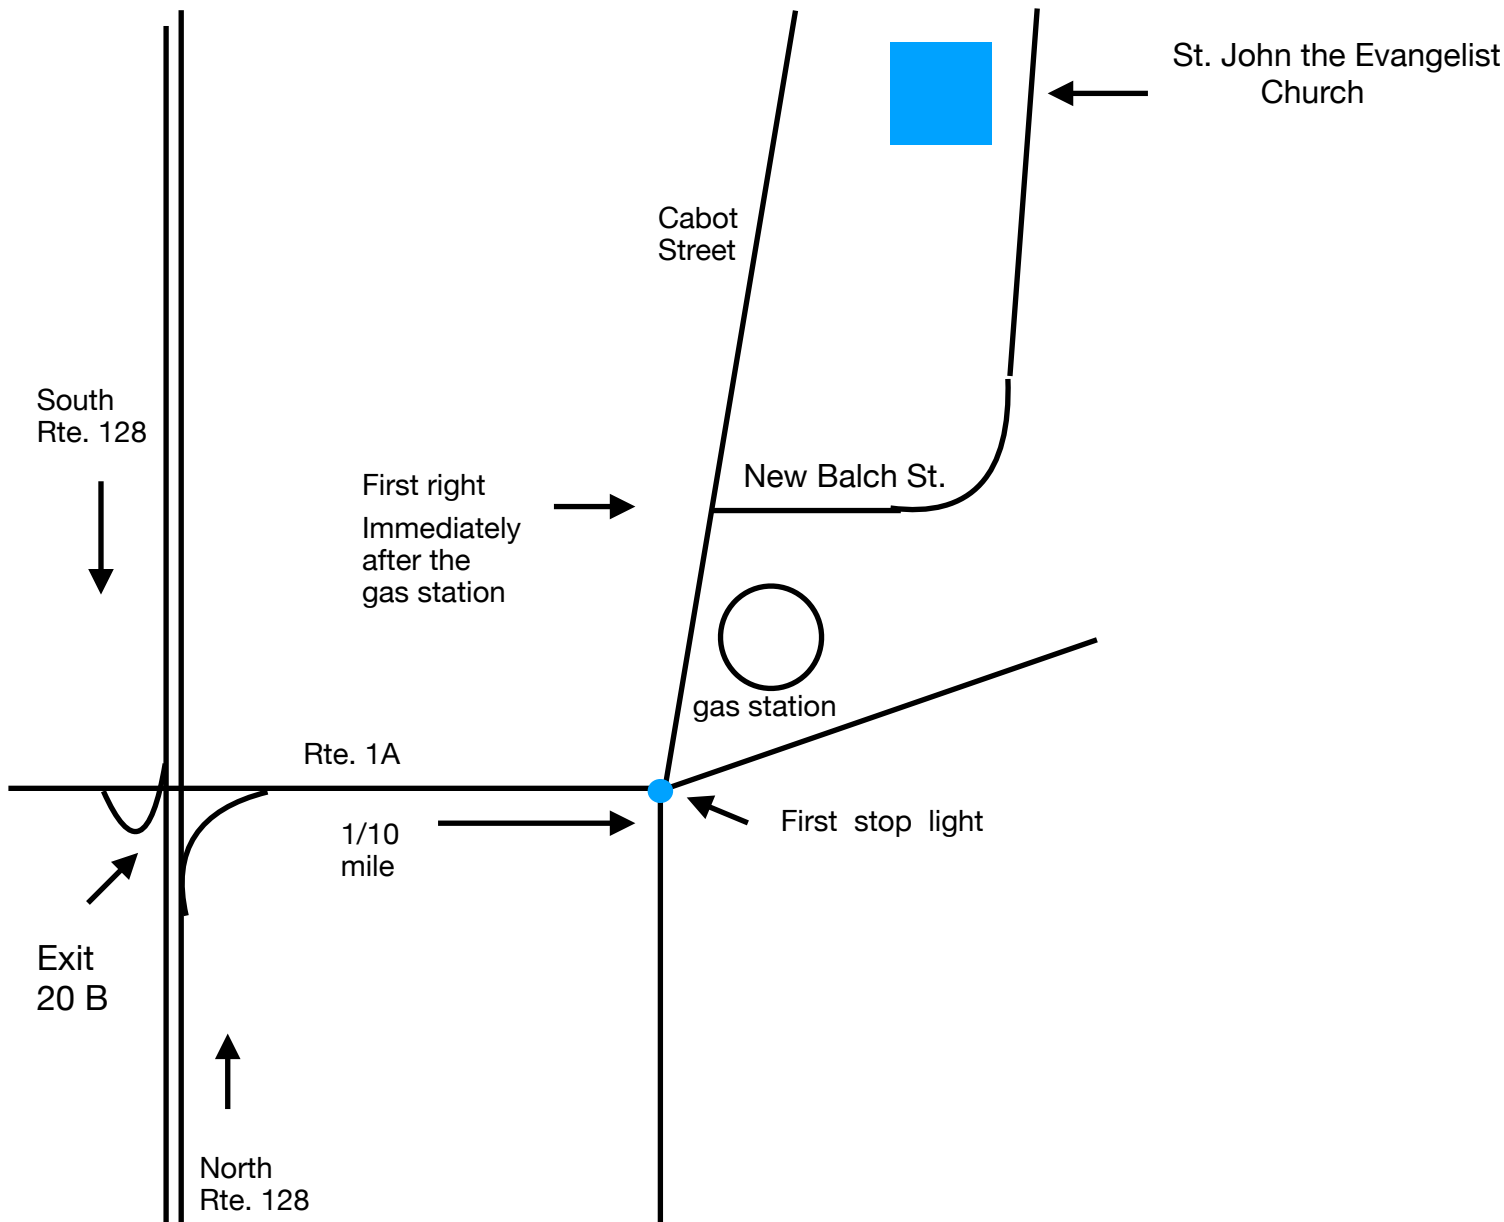 St. John the Evangelist
Church
Cabot
Street
South
Rte. 128
New Balch St.
First right
Immediately
after the
gas station
gas station
Rte. 1A
First stop light
1/10
mile
Exit
20 B
North
Rte. 128